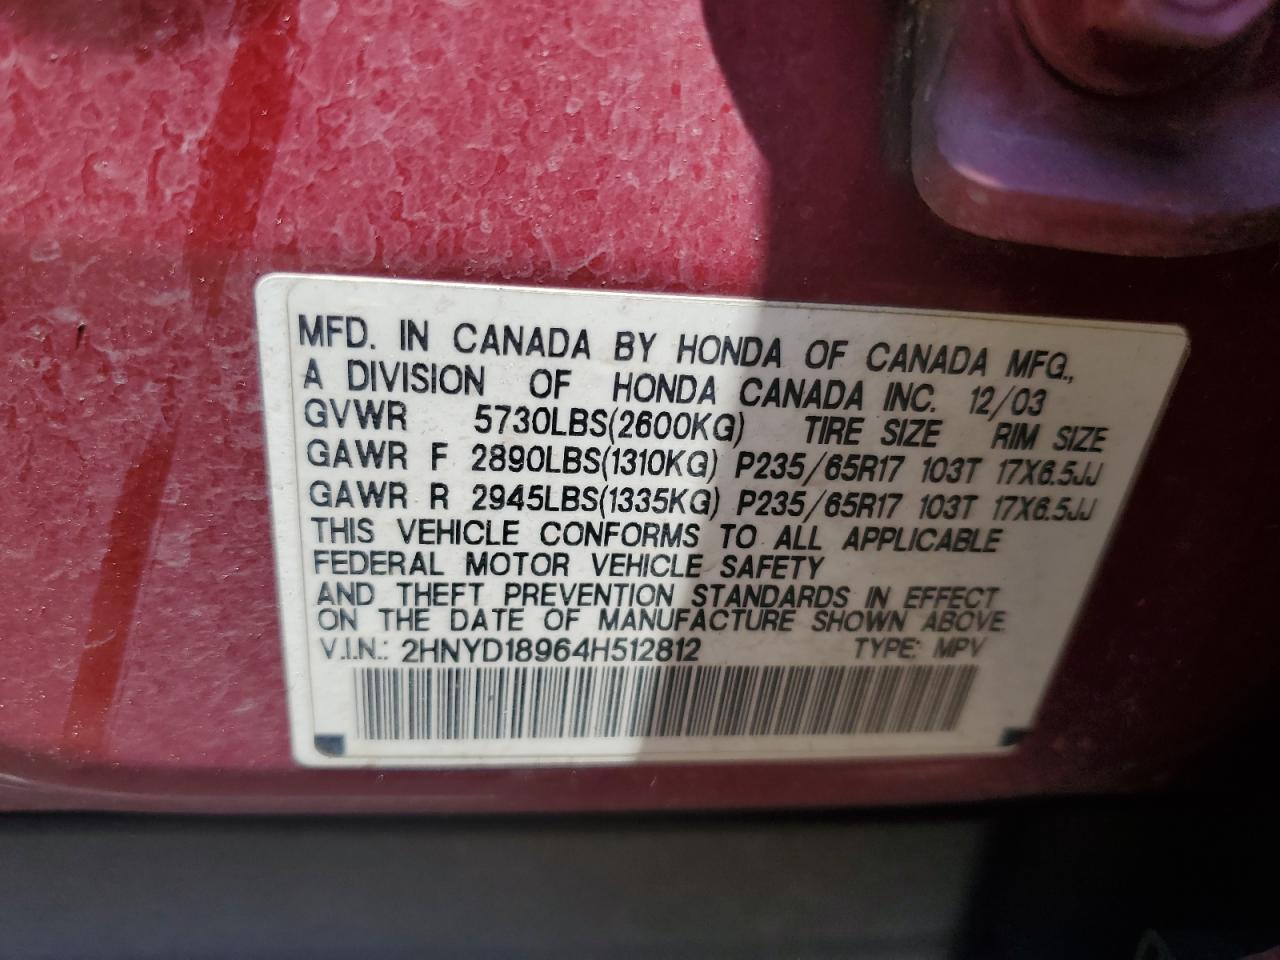 MFD. IN CANADA BY HONDA OF CANADA MFG.,
A DIVISION OF HONDA CANADA INC. 12/03
GVWR 5730LBS(2600KG) TIRE SIZE RIM SIZE
GAWR F 2890LBS(1310KG) P235/65R17 103T 17X6.5JJ
GAWR R 2945LBS(1335KG) P235/65R17 103T 17X6.5JJ
THIS VEHICLE CONFORMS TO ALL APPLICABLE
FEDERAL MOTOR VEHICLE SAFETY
AND THEFT PREVENTION STANDARDS IN EFFECT
ON THE DATE OF MANUFACTURE SHOWN ABOVE
V.I.N.: 2HNYD18964H512812 TYPE: MPV